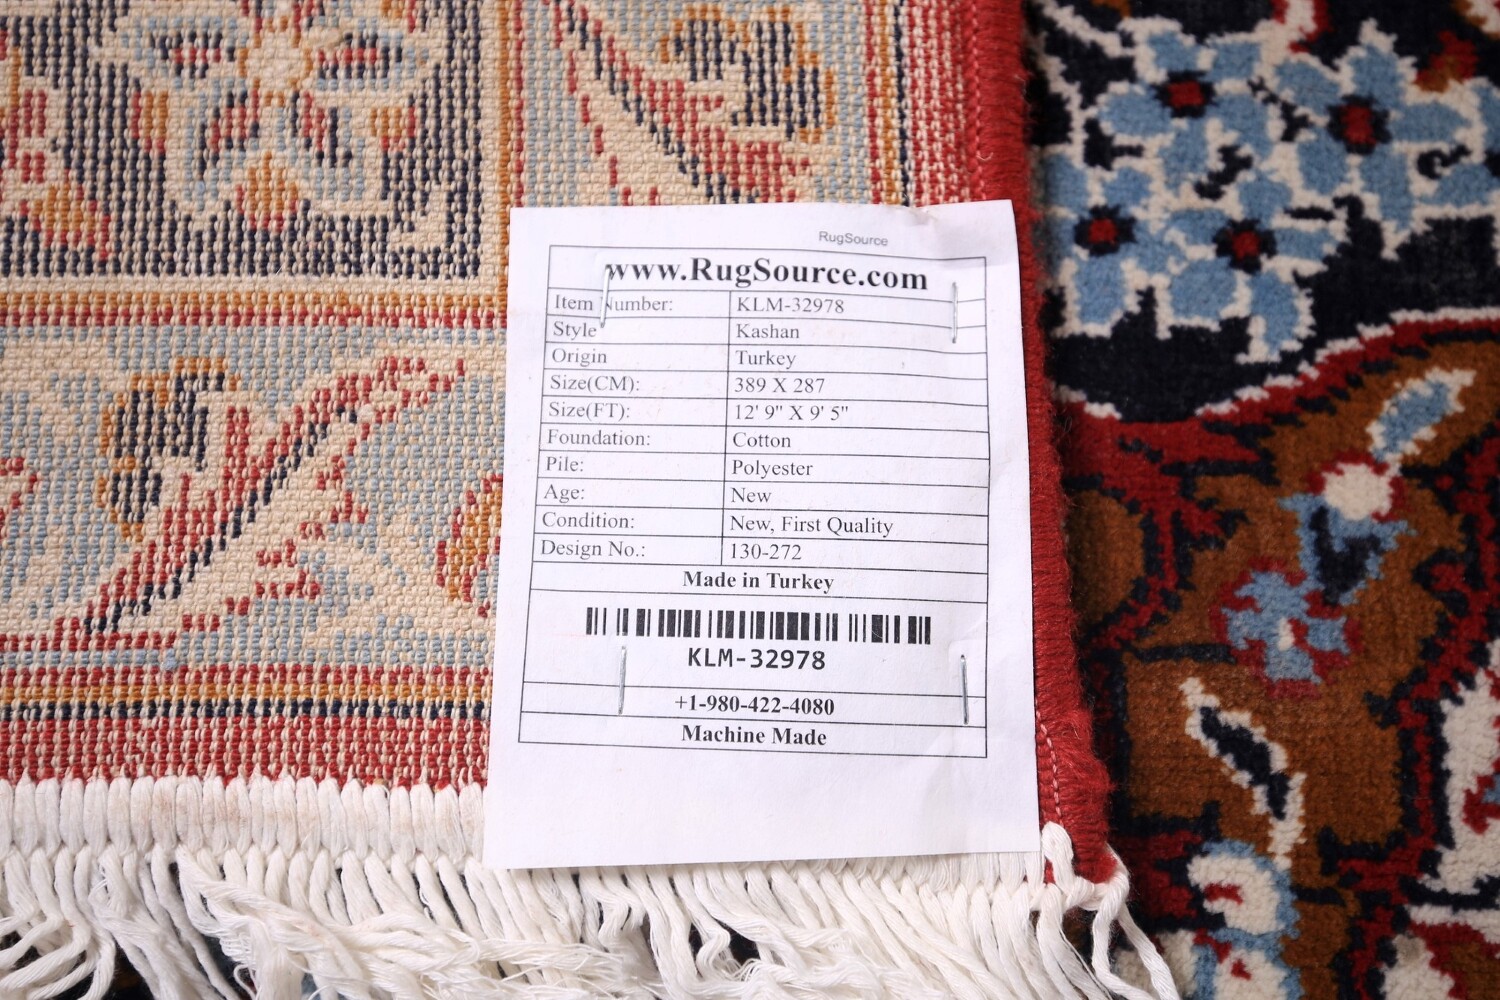 RugSource
www.RugSource.com
Item Number: KLM-32978
Style Kashan
Origin Turkey
Size(CM): 389 X 287
Size(FT): 12' 9" X 9' 5"
Foundation: Cotton
Pile: Polyester
Age: New
Condition: New, First Quality
Design No.: 130-272
Made in Turkey
KLM-32978
+1-980-422-4080
Machine Made